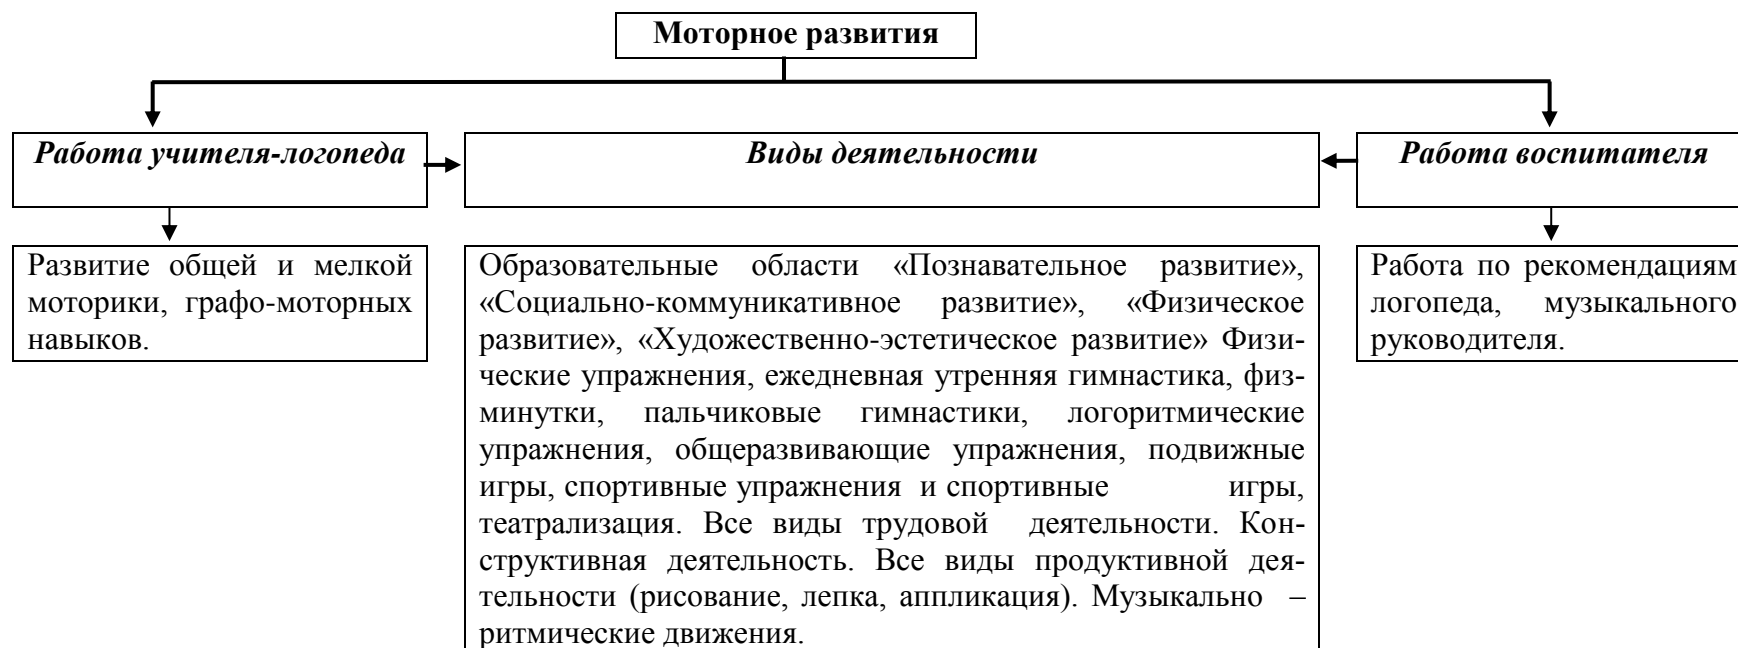 Моторное развития
Работа учителя-логопеда
Виды деятельности
Работа воспитателя
Развитие общей и мелкой
моторики, графо-моторных
навыков.
Образовательные области «Познавательное развитие»,
«Социально-коммуникативное развитие», «Физическое
развитие», «Художественно-эстетическое развитие» Физи-
ческие упражнения, ежедневная утренняя гимнастика, физ-
минутки, пальчиковые гимнастики, логоритмические
упражнения, общеразвивающие упражнения, подвижные
игры, спортивные упражнения и спортивные игры,
театрализация. Все виды трудовой деятельности. Кон-
структивная деятельность. Все виды продуктивной дея-
тельности (рисование, лепка, аппликация). Музыкально –
ритмические движения.
Работа по рекомендациям
логопеда, музыкального
руководителя.